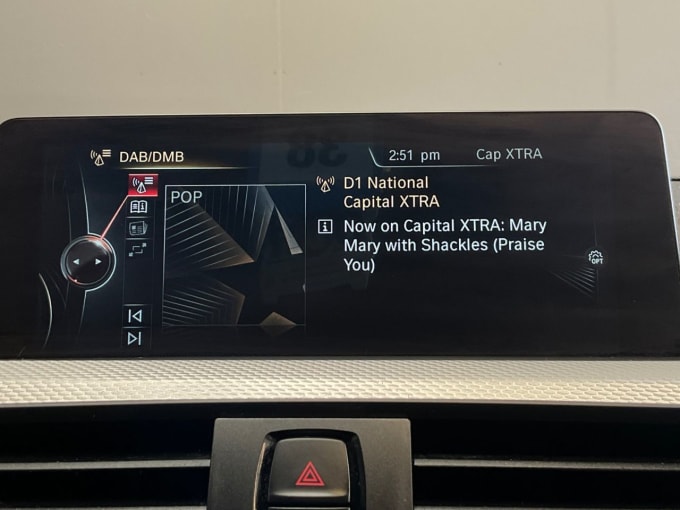 DAB/DMB
2:51 pm
Cap XTRA
POP
D1 National
Capital XTRA
Now on Capital XTRA: Mary
Mary with Shackles (Praise
You)
OPT